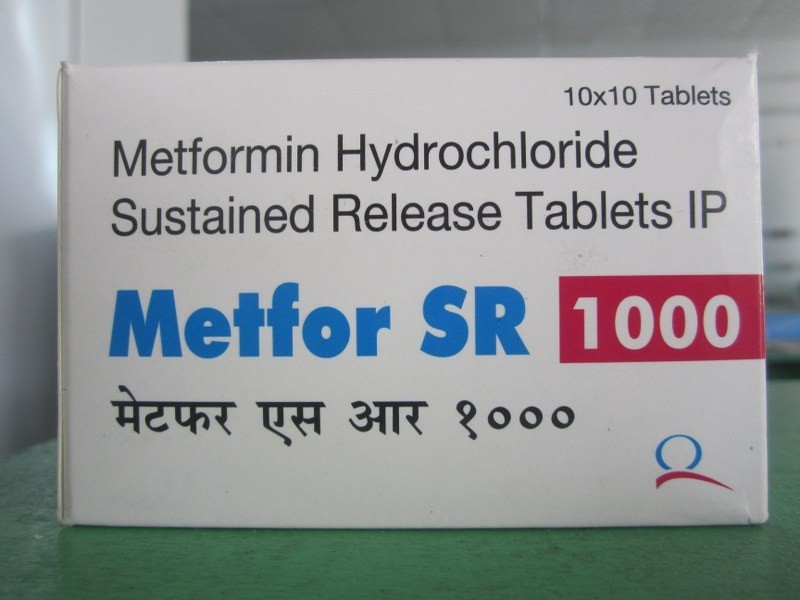 10x10 Tablets
Metformin Hydrochloride
Sustained Release Tablets IP
Metfor SR 1000
मेटफर एस आर १०००